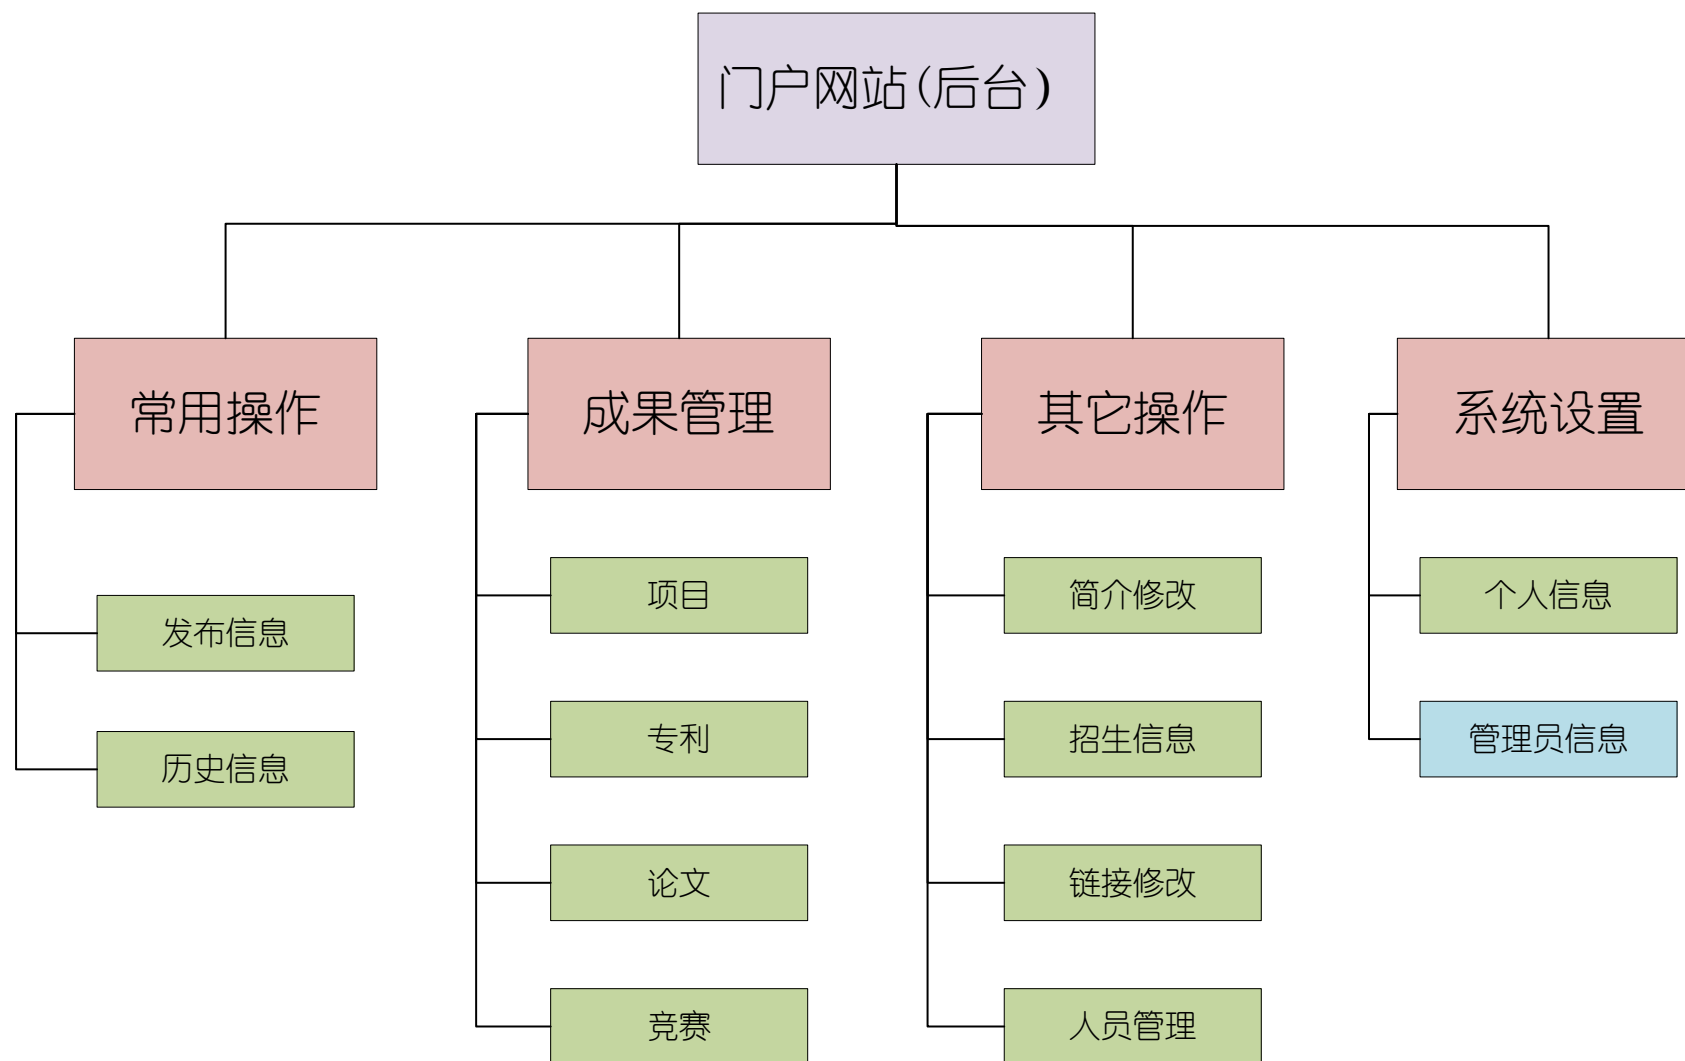 门户网站(后台)
常用操作
成果管理
其它操作
系统设置
发布信息
历史信息
项目
专利
论文
竞赛
简介修改
招生信息
链接修改
人员管理
个人信息
管理员信息